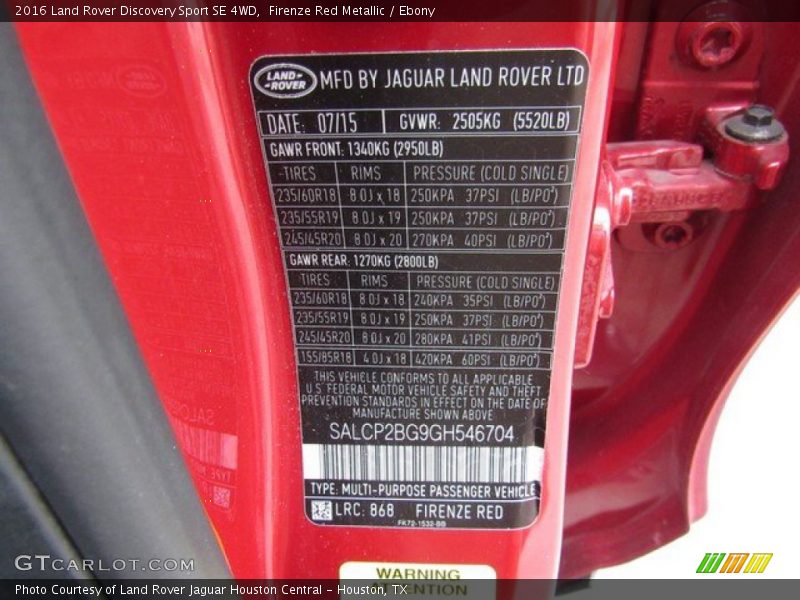 2016 Land Rover Discovery Sport SE 4WD,  Firenze Red Metallic / Ebony
LAND-ROVER MFD BY JAGUAR LAND ROVER LTD
DATE: 07/15 GVWR: 2505KG (5520LB)
GAWR FRONT: 1340KG (2950LB)
TIRES RIMS PRESSURE (COLD SINGLE)
235/60R18 8.0J x 18 250KPA 37PSI (LB/PO²)
235/55R19 8.0J x 19 250KPA 37PSI (LB/PO²)
245/45R20 8.0J x 20 270KPA 40PSI (LB/PO²)
GAWR REAR: 1270KG (2800LB)
TIRES RIMS PRESSURE (COLD SINGLE)
235/60R18 8.0J x 18 240KPA 35PSI (LB/PO²)
235/55R19 8.0J x 19 250KPA 37PSI (LB/PO²)
245/45R20 8.0J x 20 280KPA 41PSI (LB/PO²)
155/85R18 4.0J x 18 420KPA 60PSI (LB/PO²)
THIS VEHICLE CONFORMS TO ALL APPLICABLE
U.S FEDERAL MOTOR VEHICLE SAFETY AND THEFT
PREVENTION STANDARDS IN EFFECT ON THE DATE OF
MANUFACTURE SHOWN ABOVE
SALCP2BG9GH546704
TYPE: MULTI-PURPOSE PASSENGER VEHICLE
LRC: 868 FIRENZE RED
FK72-1532-BB
WARNING
ATTENTION
GTCARLOT.COM
Photo Courtesy of Land Rover Jaguar Houston Central - Houston, TX